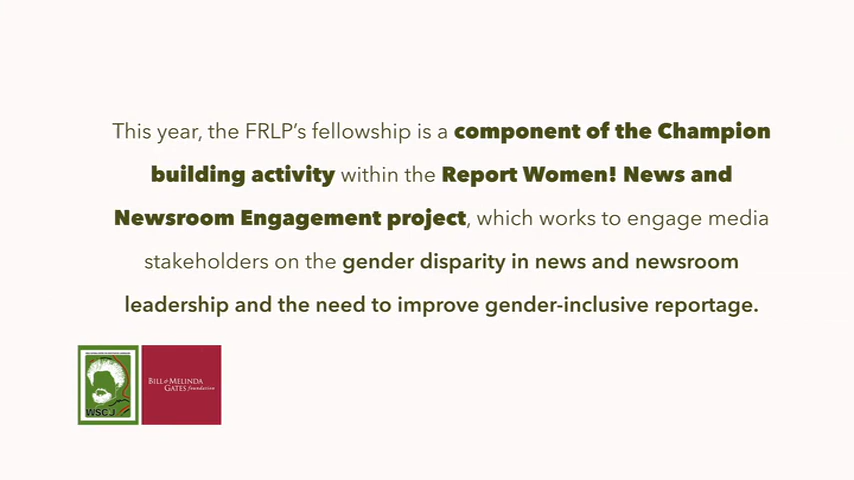 This year, the FRLP’s fellowship is a component of the Champion
building activity within the Report Women! News and
Newsroom Engagement project, which works to engage media
stakeholders on the gender disparity in news and newsroom
leadership and the need to improve gender-inclusive reportage.
WSCIJ
BILL & MELINDA
GATES foundation